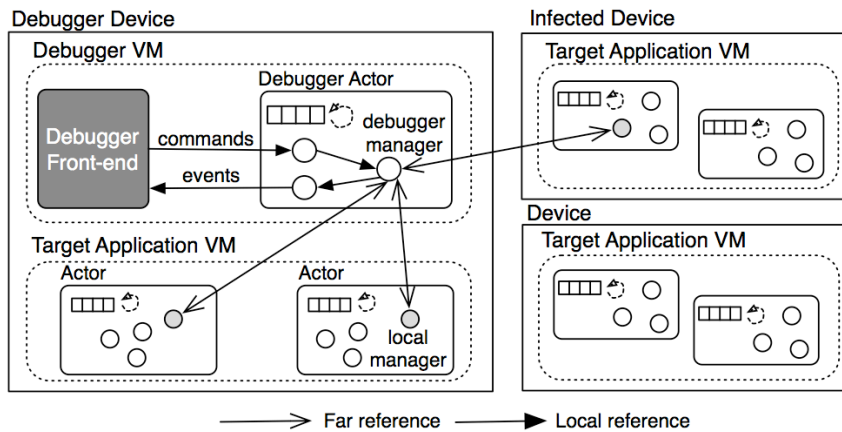 Debugger Device
Debugger VM
Debugger Actor
Debugger
Front-end
commands
events
debugger
manager
Target Application VM
Actor
Actor
local
manager
Infected Device
Target Application VM
Device
Target Application VM
Far reference
Local reference